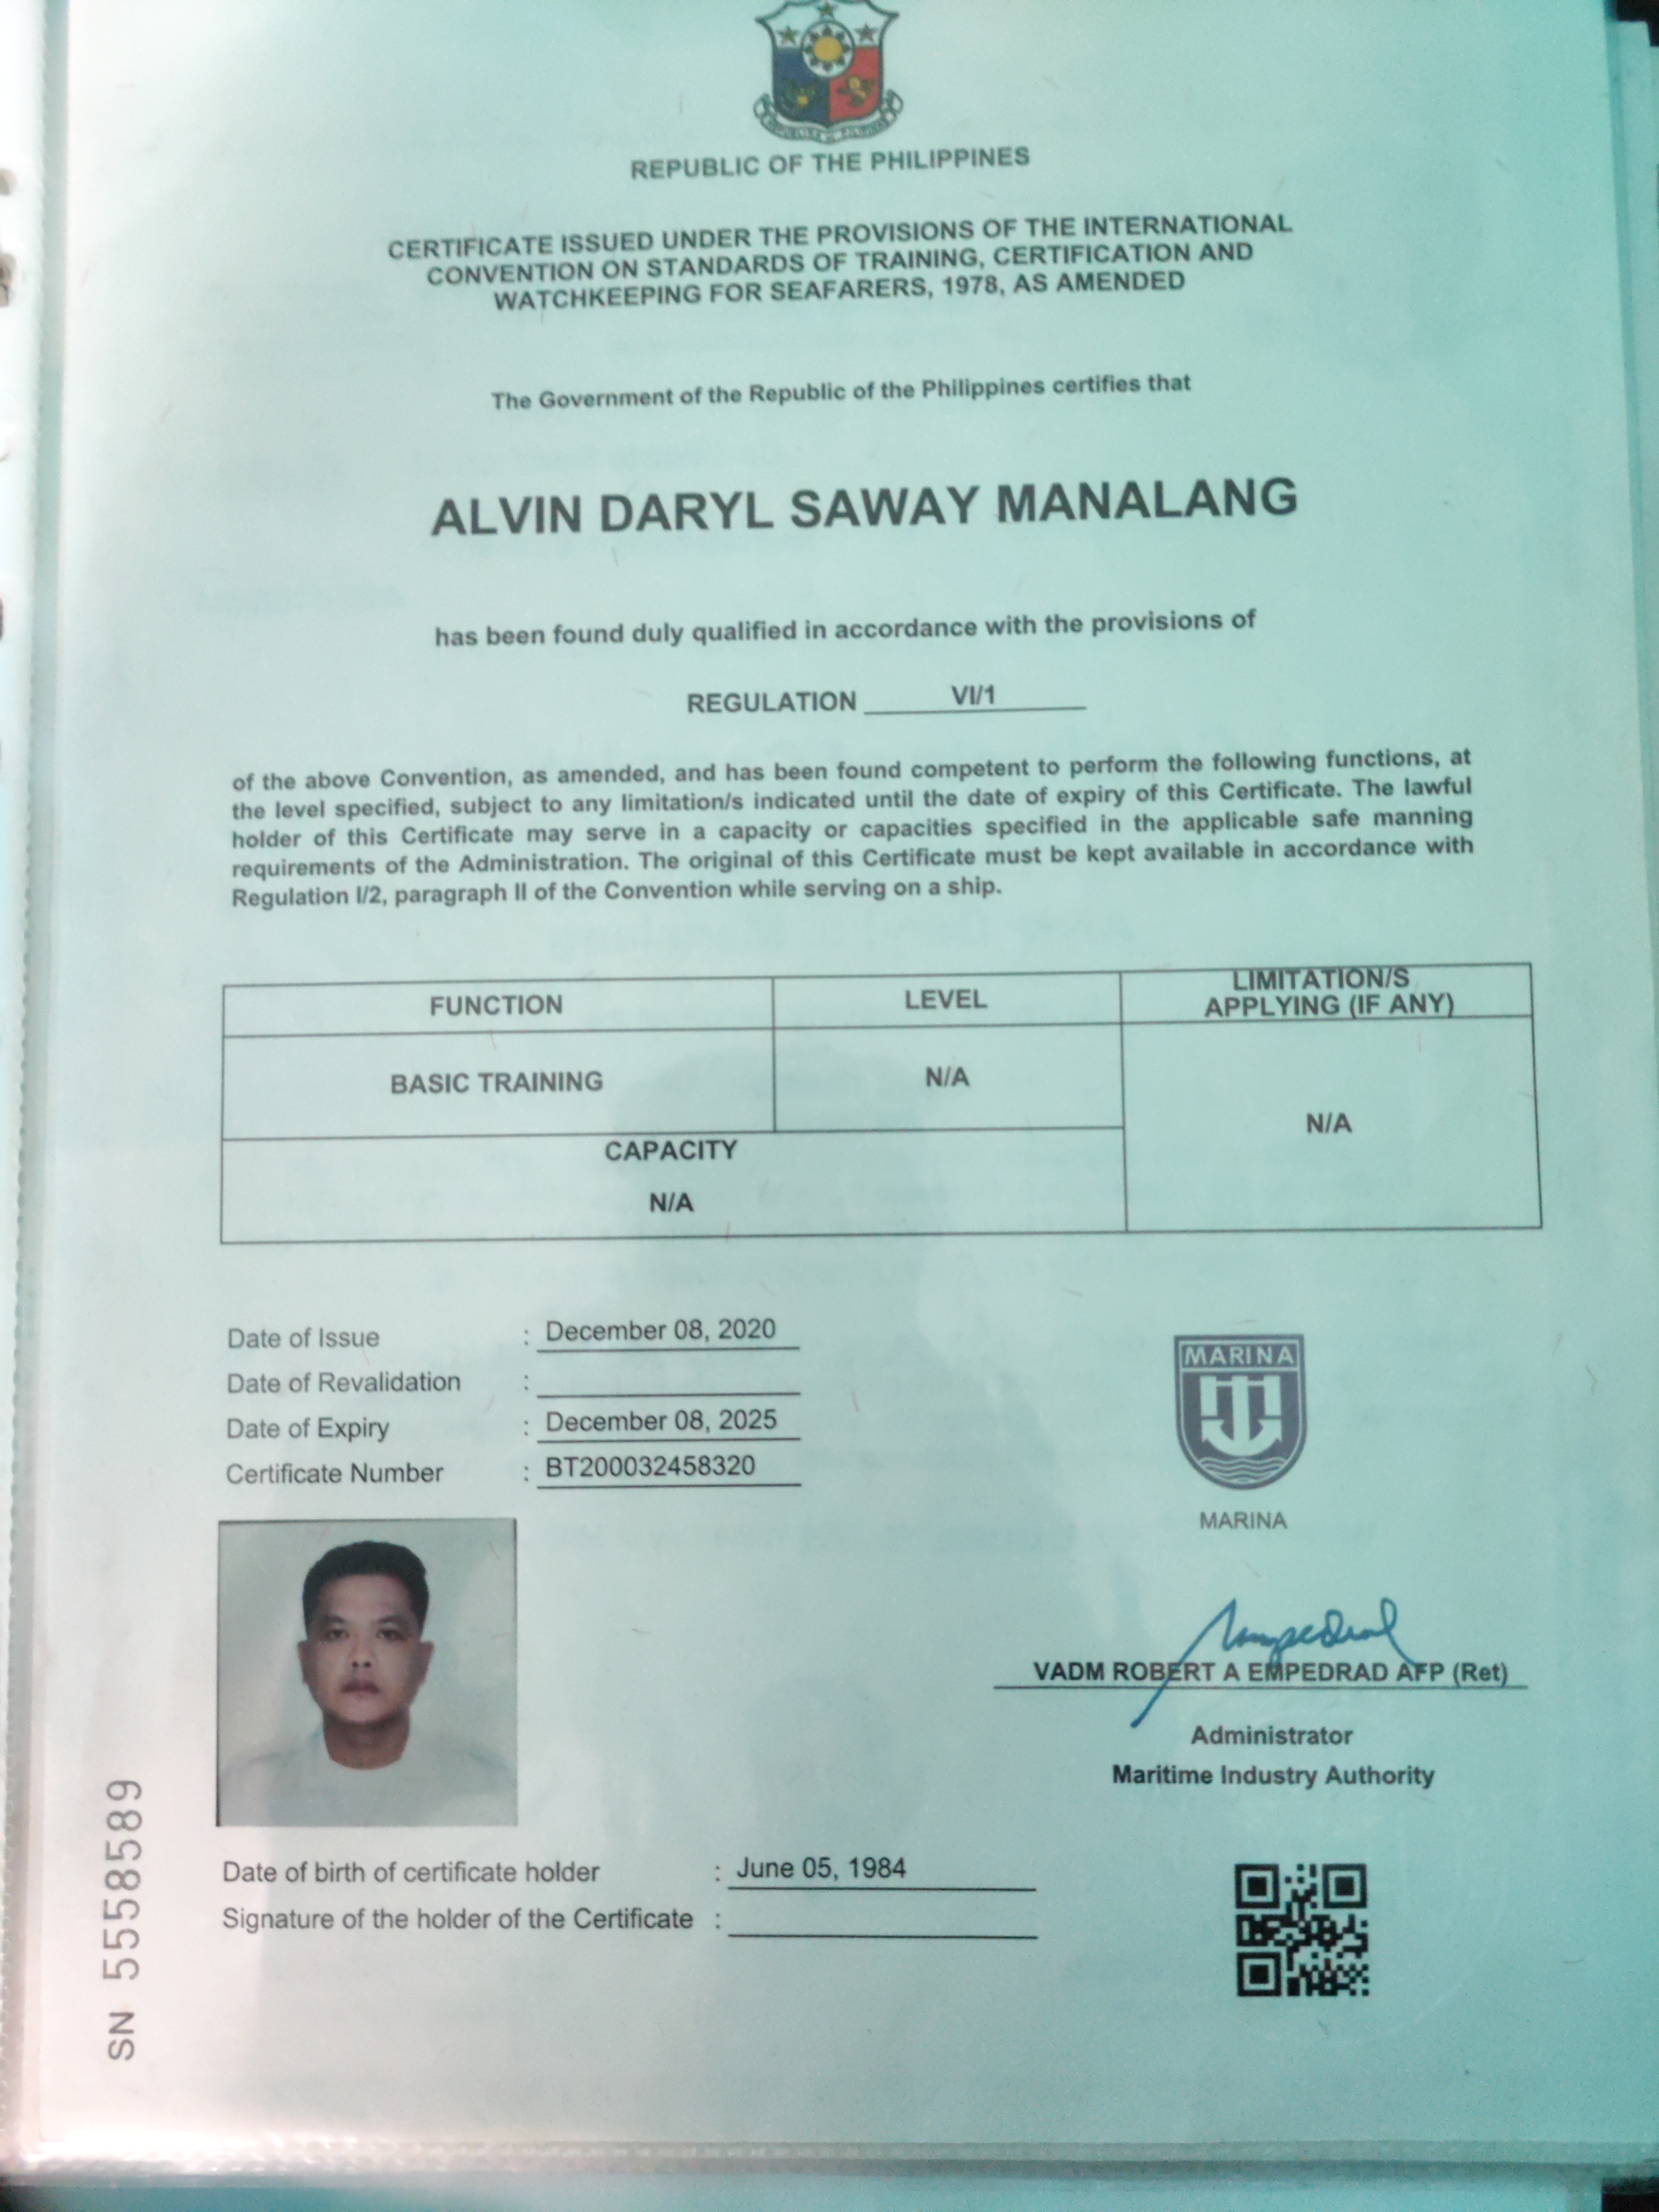 REPUBLIC OF THE PHILIPPINES
CERTIFICATE ISSUED UNDER THE PROVISIONS OF THE INTERNATIONAL
CONVENTION ON STANDARDS OF TRAINING, CERTIFICATION AND
WATCHKEEPING FOR SEAFARERS, 1978, AS AMENDED
The Government of the Republic of the Philippines certifies that
ALVIN DARYL SAWAY MANALANG
has been found duly qualified in accordance with the provisions of
REGULATION VI/1
of the above Convention, as amended, and has been found competent to perform the following functions, at
the level specified, subject to any limitation/s indicated until the date of expiry of this Certificate. The lawful
holder of this Certificate may serve in a capacity or capacities specified in the applicable safe manning
requirements of the Administration. The original of this Certificate must be kept available in accordance with
Regulation I/2, paragraph II of the Convention while serving on a ship.
FUNCTION LEVEL LIMITATION/S
APPLYING (IF ANY)
BASIC TRAINING N/A N/A
CAPACITY
N/A
Date of Issue : December 08, 2020
Date of Revalidation :
Date of Expiry : December 08, 2025
Certificate Number : BT200032458320
MARINA
MARINA
VADM ROBERT A EMPEDRAD AFP (Ret)
Administrator
Maritime Industry Authority
Date of birth of certificate holder : June 05, 1984
Signature of the holder of the Certificate :
SN 5558589